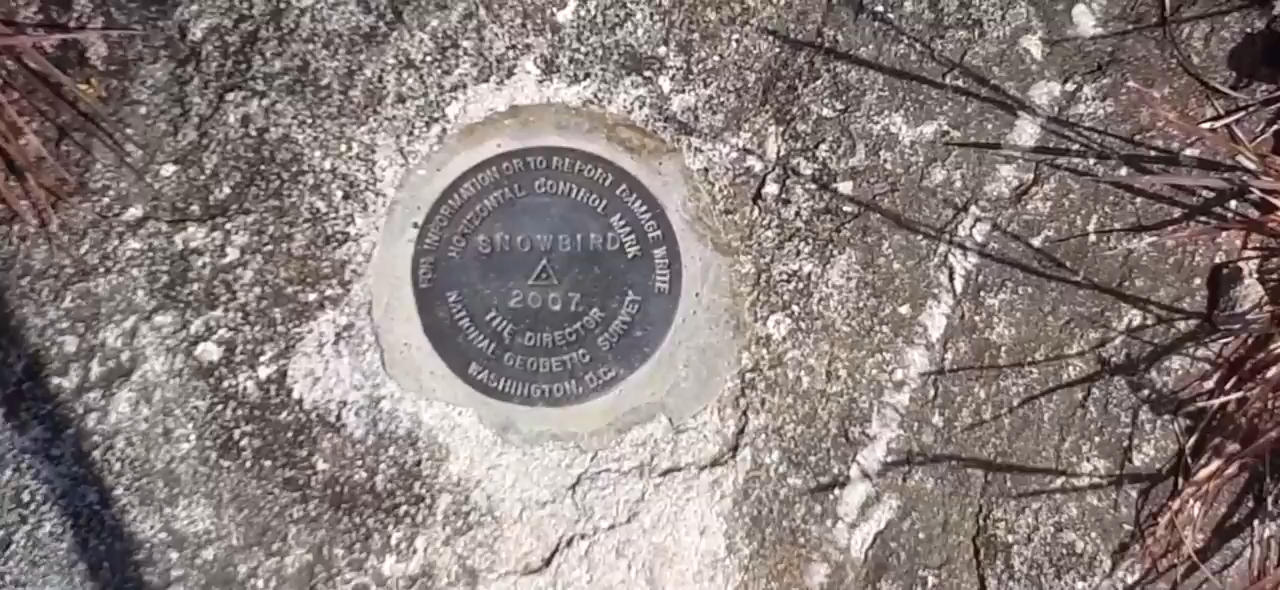 FOR INFORMATION OR TO REPORT DAMAGE WRITE
HORIZONTAL CONTROL MARK
SNOWBIRD
2007
THE DIRECTOR
NATIONAL GEODETIC SURVEY
WASHINGTON, D.C.